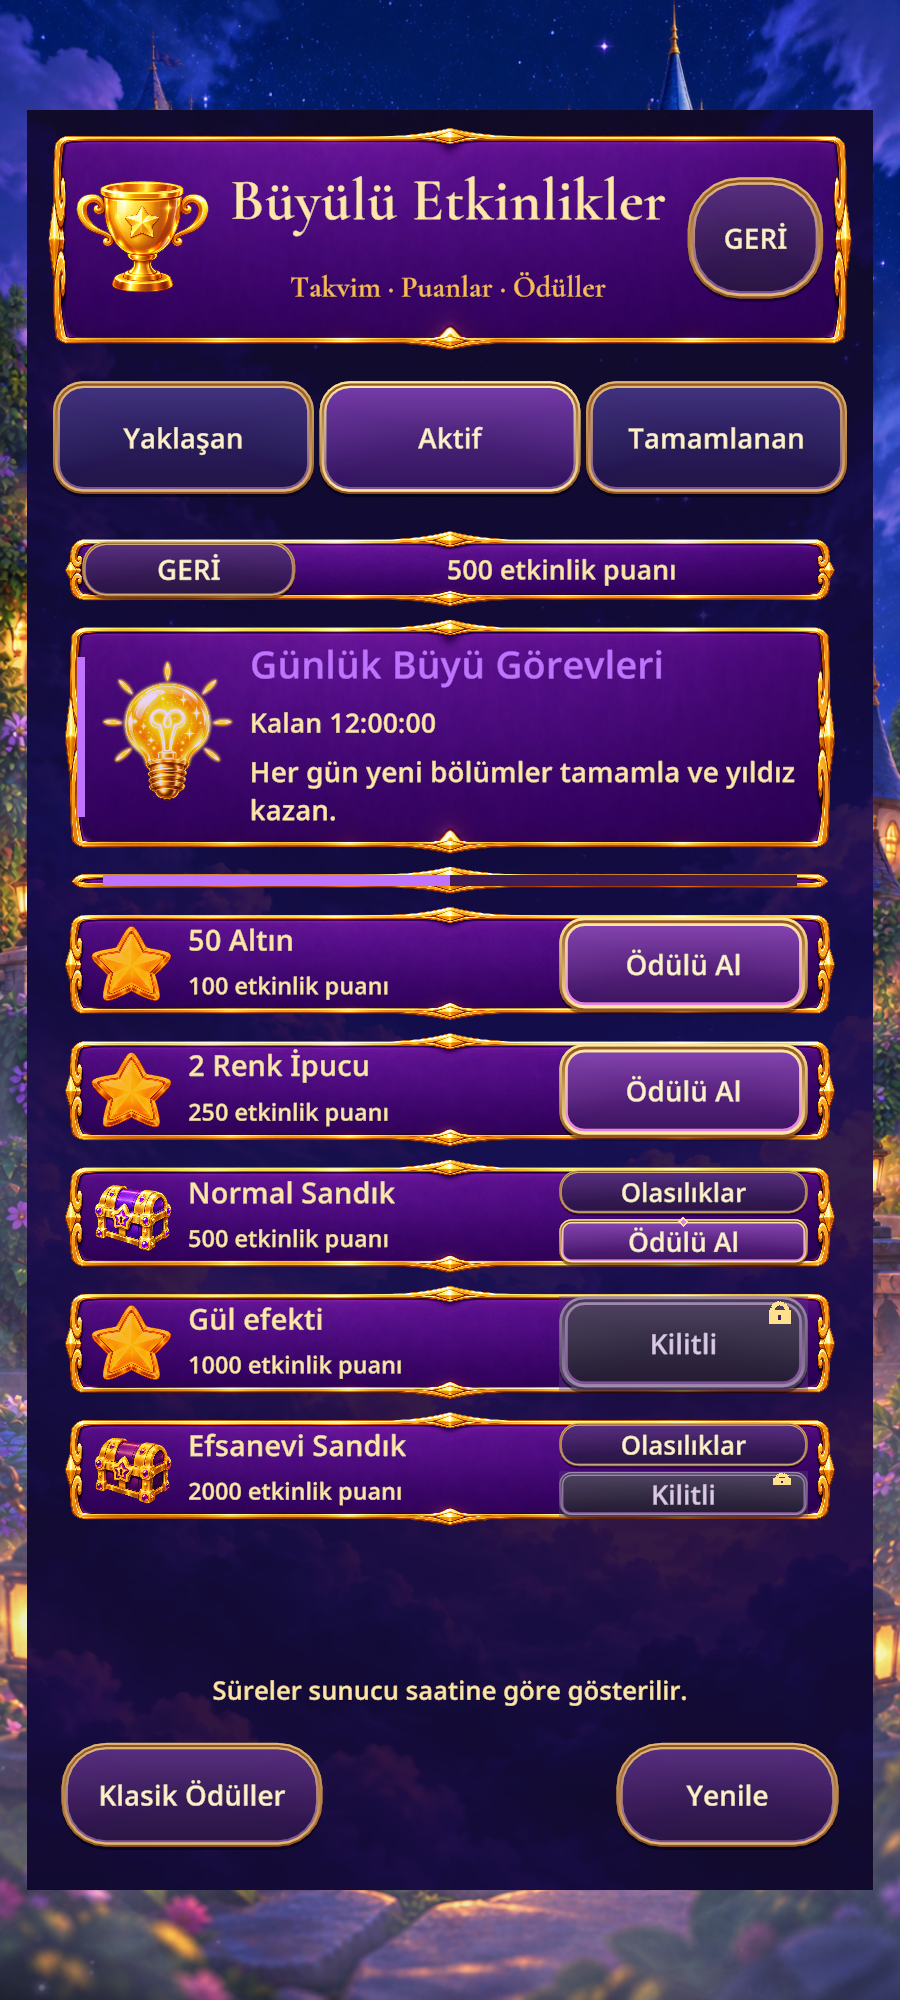 Büyülü Etkinlikler
Takvim · Puanlar · Ödüller
GERİ
Yaklaşan
Aktif
Tamamlanan
GERİ
500 etkinlik puanı
Günlük Büyü Görevleri
Kalan 12:00:00
Her gün yeni bölümler tamamla ve yıldız
kazan.
50 Altın
100 etkinlik puanı
Ödülü Al
2 Renk İpucu
250 etkinlik puanı
Ödülü Al
Normal Sandık
500 etkinlik puanı
Olasılıklar
Ödülü Al
Gül efekti
1000 etkinlik puanı
Kilitli
Efsanevi Sandık
2000 etkinlik puanı
Olasılıklar
Kilitli
Süreler sunucu saatine göre gösterilir.
Klasik Ödüller
Yenile